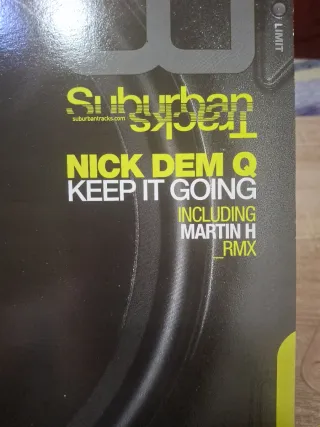 LIMIT
Suburban
Tracks
suburbantracks.com
NICK DEM Q
KEEP IT GOING
INCLUDING
MARTIN H
_RMX